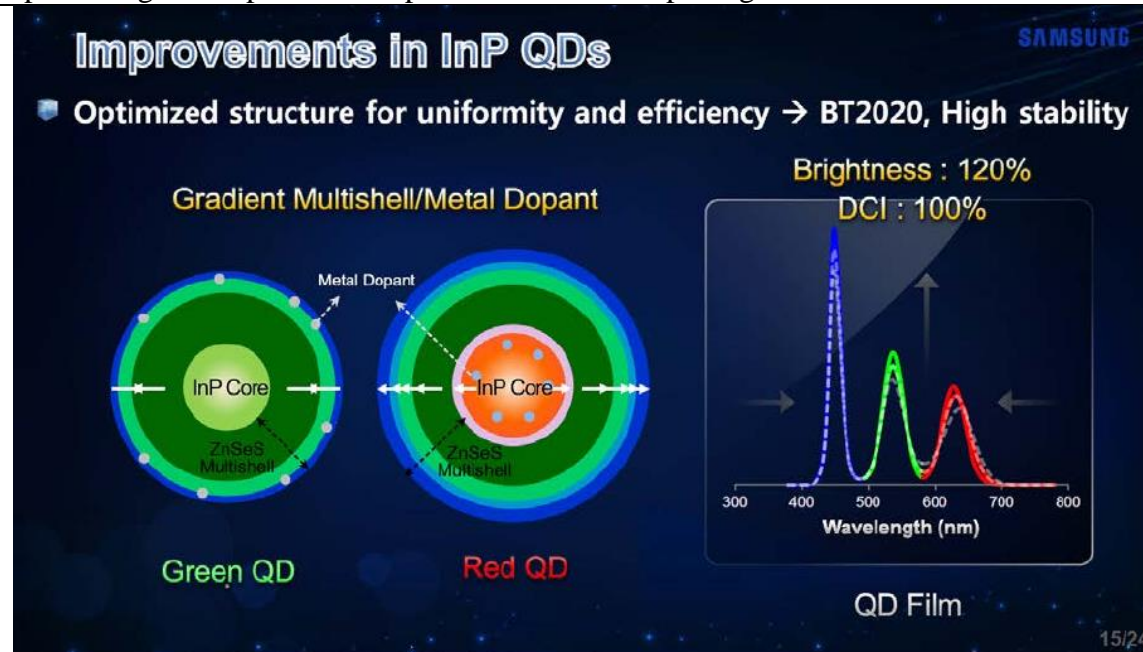 Improvements in InP QDs
SAMSUNG
Optimized structure for uniformity and efficiency → BT2020, High stability
Gradient Multishell/Metal Dopant
Brightness : 120%
DCI : 100%
Metal Dopant
InP Core
InP Core
ZnSeS
Multishell
ZnSeS
Multishell
300 400 500 600 700 800
Wavelength (nm)
Green QD
Red QD
QD Film
15/24